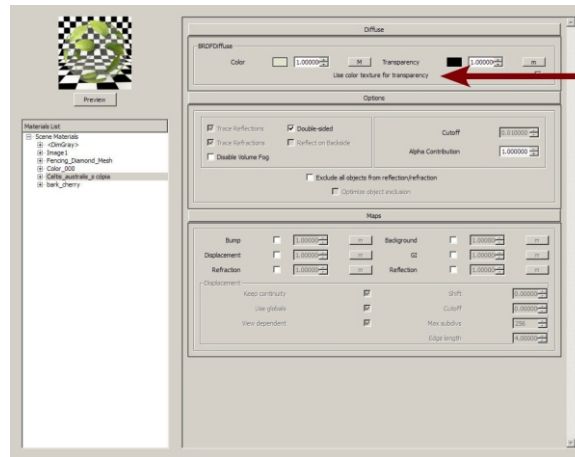 Preview
Materials List
Scene Materials
<DimGray>
Image1
Fencing_Diamond_Mesh
Color_000
Celtis_australis_s cópia
bark_cherry
Diffuse
BRDFDiffuse
Color 1.00000 M Transparency 1.00000 m
Use color texture for transparency
Options
Trace Reflections Double-sided Cutoff 0.010000
Trace Refractions Reflect on Backside
Disable Volume Fog Alpha Contribution 1.000000
Exclude all objects from reflection/refraction
Optimise object exclusion
Maps
Bump 1.00000 m Background 1.00000 m
Displacement 1.00000 m GI 1.00000 m
Refraction 1.00000 m Reflection 1.00000 m
Displacement
Keep continuity Shift 0.00000
Use globals Cutoff 0.00000
View dependent Max subdivs 256
Edge length 4.00000